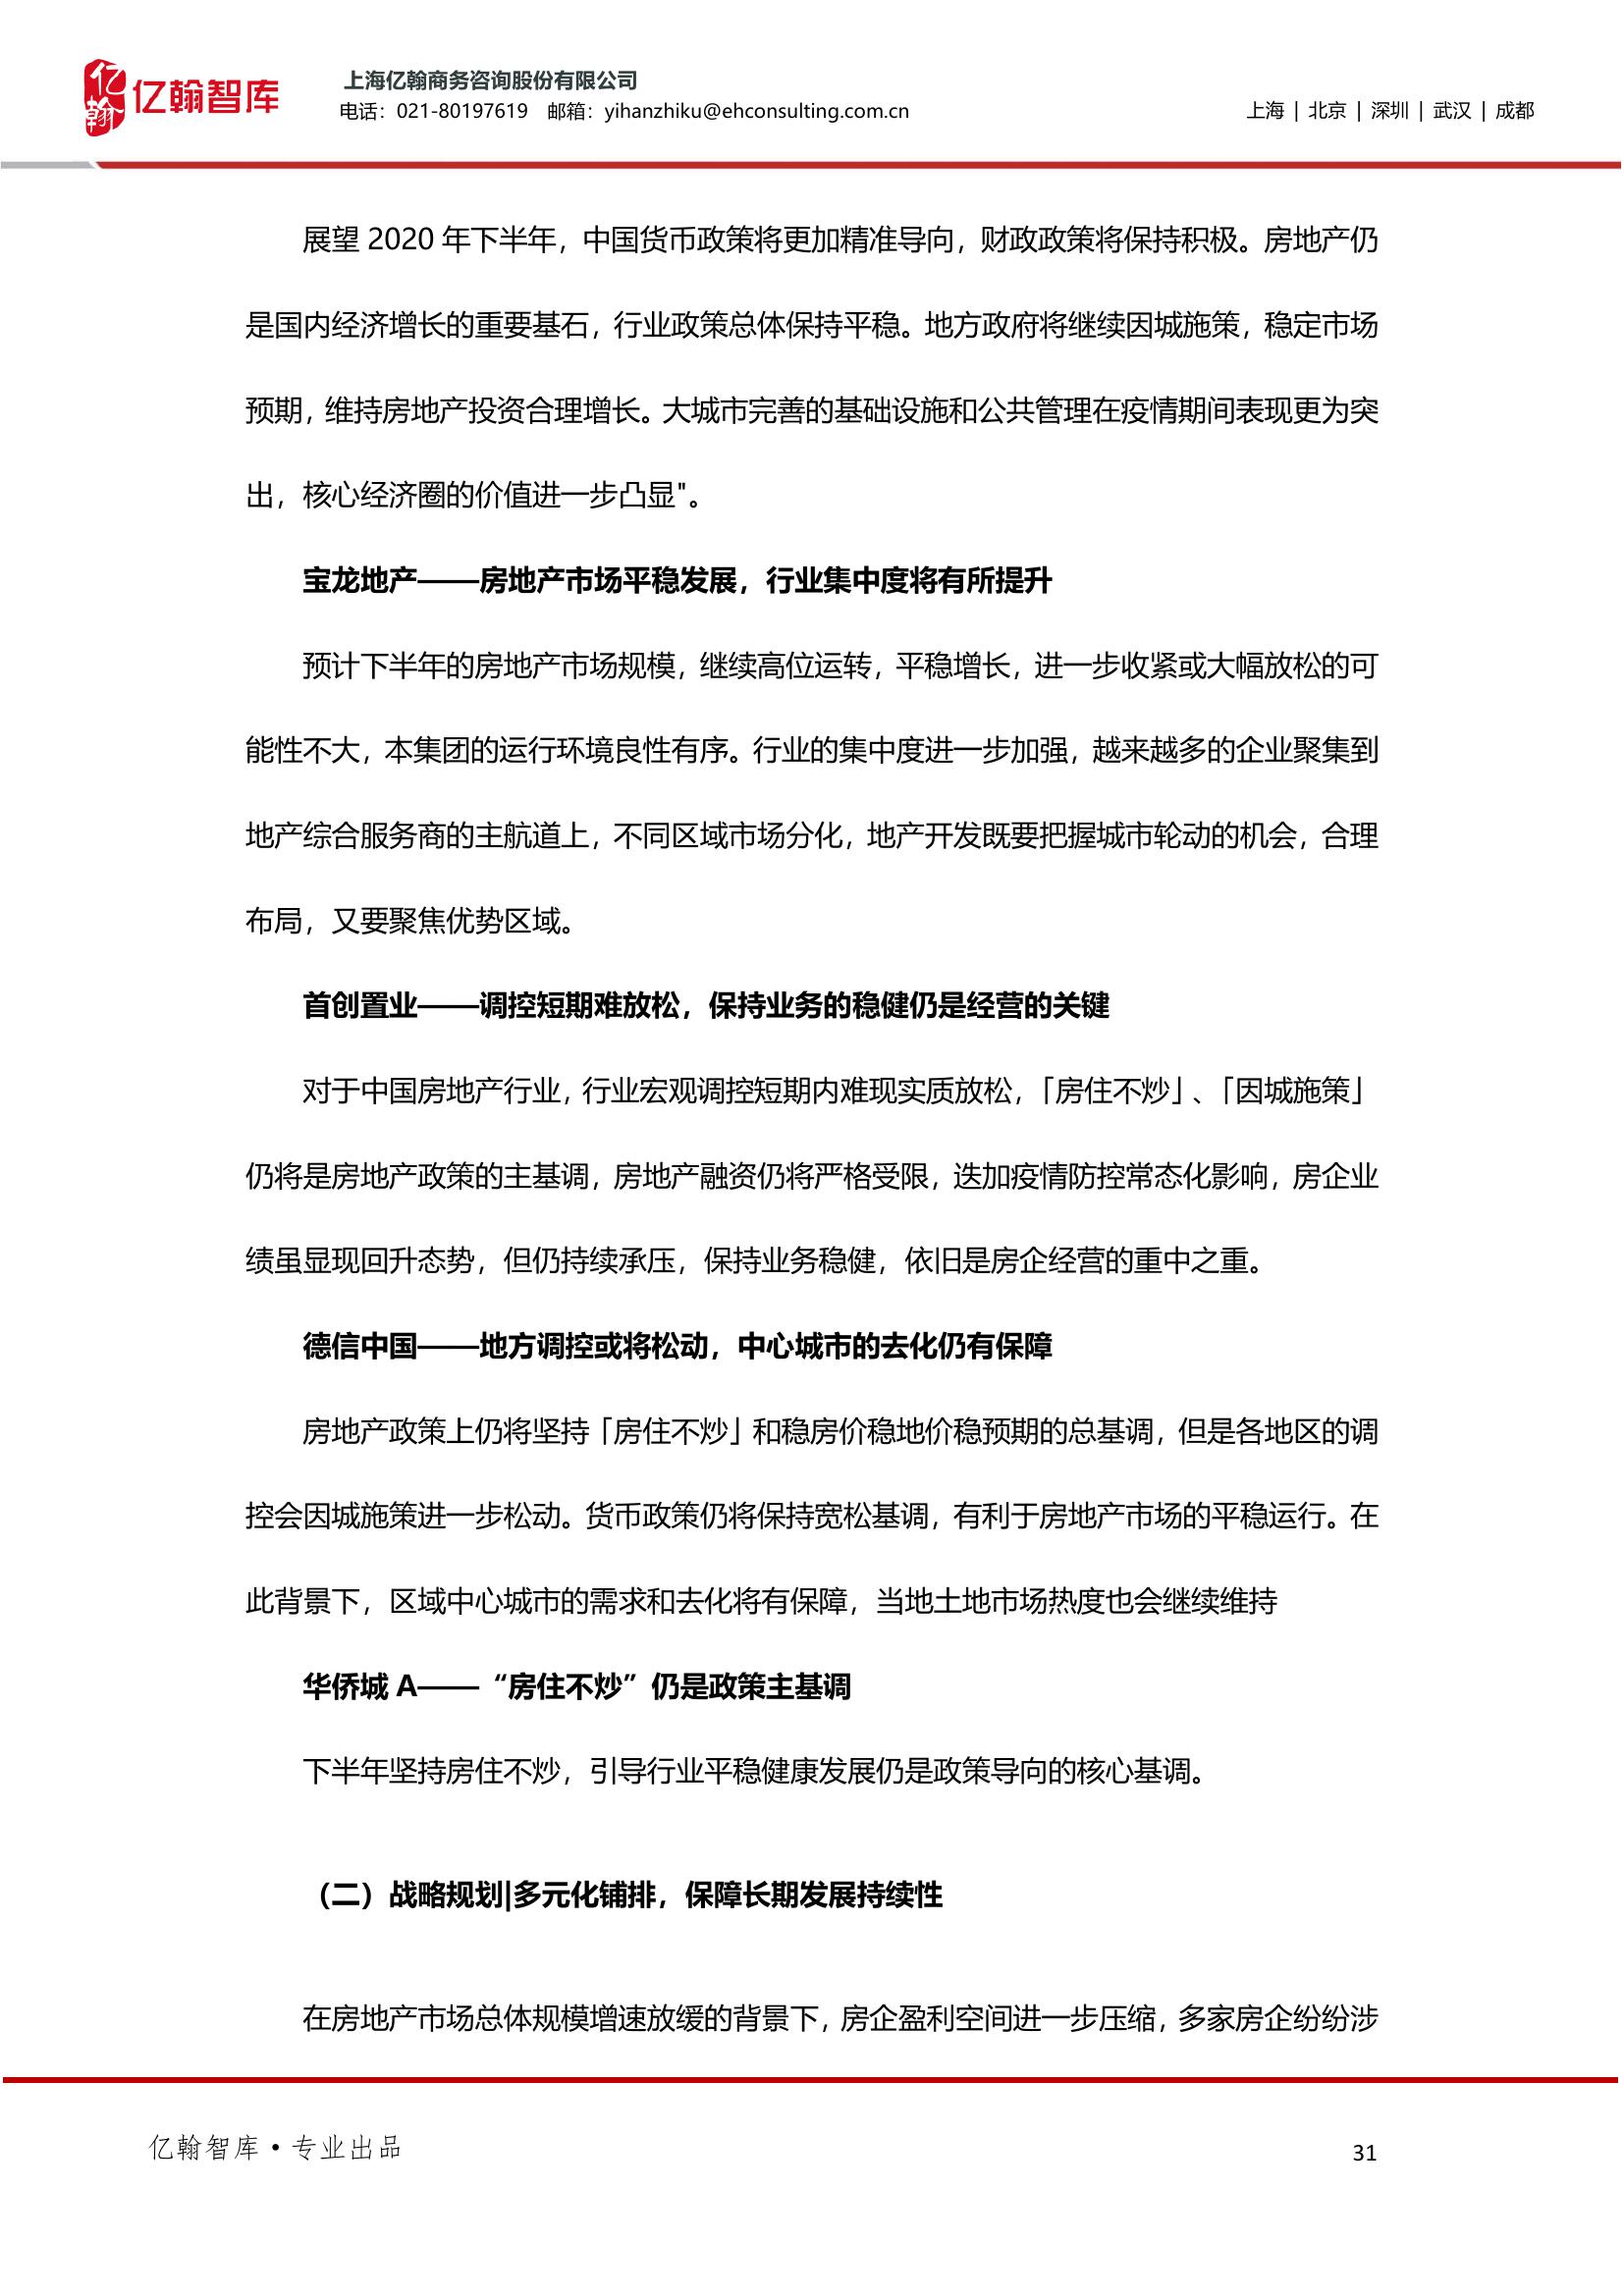 亿翰
亿翰智库
上海亿翰商务咨询股份有限公司
电话：021-80197619 邮箱：yihanzhiku@ehconsulting.com.cn
上海 | 北京 | 深圳 | 武汉 | 成都
展望 2020 年下半年，中国货币政策将更加精准导向，财政政策将保持积极。房地产仍
是国内经济增长的重要基石，行业政策总体保持平稳。地方政府将继续因城施策，稳定市场
预期，维持房地产投资合理增长。大城市完善的基础设施和公共管理在疫情期间表现更为突
出，核心经济圈的价值进一步凸显"。
宝龙地产——房地产市场平稳发展，行业集中度将有所提升
预计下半年的房地产市场规模，继续高位运转，平稳增长，进一步收紧或大幅放松的可
能性不大，本集团的运行环境良性有序。行业的集中度进一步加强，越来越多的企业聚集到
地产综合服务商的主航道上，不同区域市场分化，地产开发既要把握城市轮动的机会，合理
布局，又要聚焦优势区域。
首创置业——调控短期难放松，保持业务的稳健仍是经营的关键
对于中国房地产行业，行业宏观调控短期内难现实质放松，「房住不炒」、「因城施策」
仍将是房地产政策的主基调，房地产融资仍将严格受限，迭加疫情防控常态化影响，房企业
绩虽显现回升态势，但仍持续承压，保持业务稳健，依旧是房企经营的重中之重。
德信中国——地方调控或将松动，中心城市的去化仍有保障
房地产政策上仍将坚持「房住不炒」和稳房价稳地价稳预期的总基调，但是各地区的调
控会因城施策进一步松动。货币政策仍将保持宽松基调，有利于房地产市场的平稳运行。在
此背景下，区域中心城市的需求和去化将有保障，当地土地市场热度也会继续维持
华侨城 A——“房住不炒”仍是政策主基调
下半年坚持房住不炒，引导行业平稳健康发展仍是政策导向的核心基调。
（二）战略规划|多元化铺排，保障长期发展持续性
在房地产市场总体规模增速放缓的背景下，房企盈利空间进一步压缩，多家房企纷纷涉
亿翰智库·专业出品
31